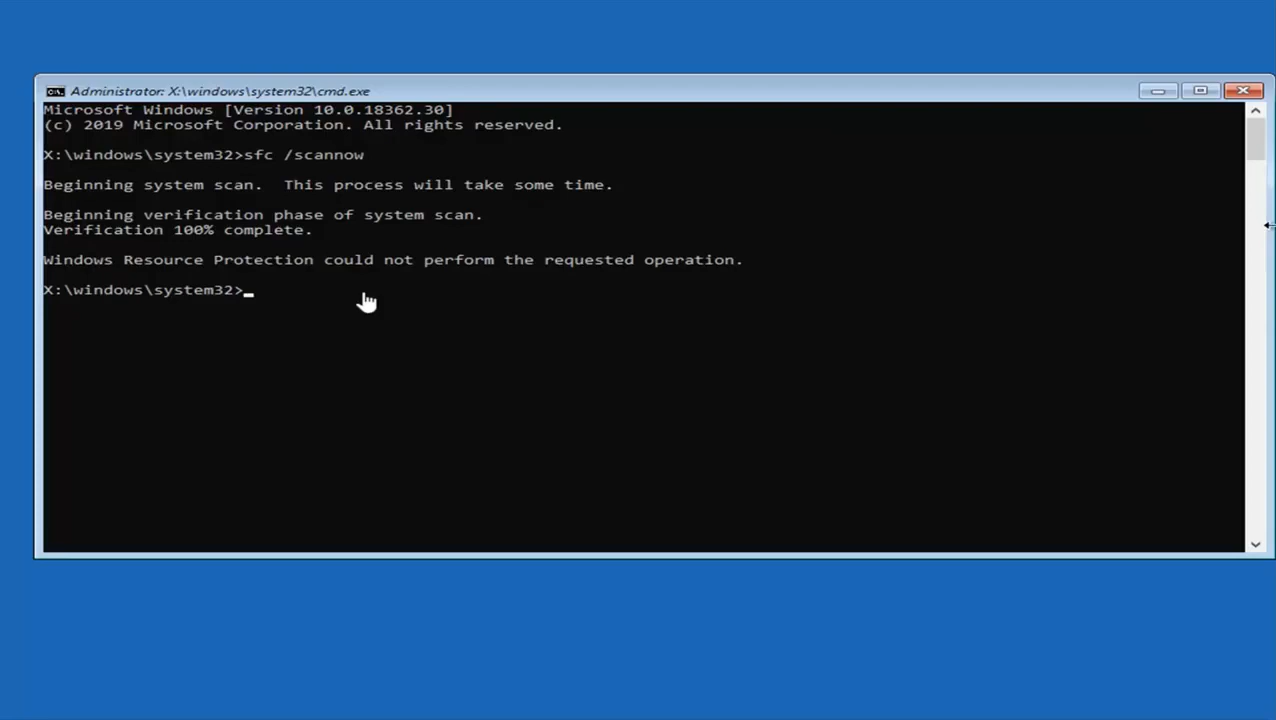 Administrator: X:\windows\system32\cmd.exe
Microsoft Windows [Version 10.0.18362.30]
(c) 2019 Microsoft Corporation. All rights reserved.
X:\windows\system32>sfc /scannow
Beginning system scan.  This process will take some time.
Beginning verification phase of system scan.
Verification 100% complete.
Windows Resource Protection could not perform the requested operation.
X:\windows\system32>